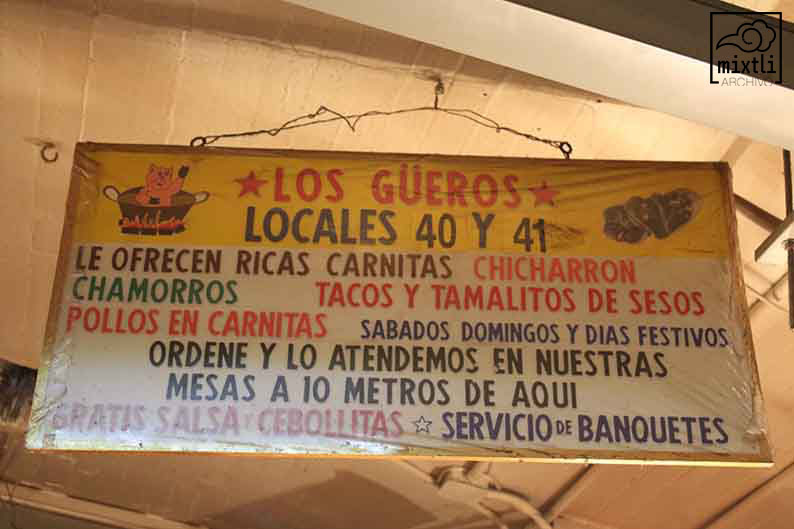 mixtli
ARCHIVO
★LOS GÜEROS★
LOCALES 40 Y 41
LE OFRECEN RICAS CARNITAS CHICHARRON
CHAMORROS TACOS Y TAMALITOS DE SESOS
POLLOS EN CARNITAS SABADOS DOMINGOS Y DIAS FESTIVOS
ORDENE Y LO ATENDEMOS EN NUESTRAS
MESAS A 10 METROS DE AQUI
GRATIS SALSA Y CEBOLLITAS ☆ SERVICIO DE BANQUETES